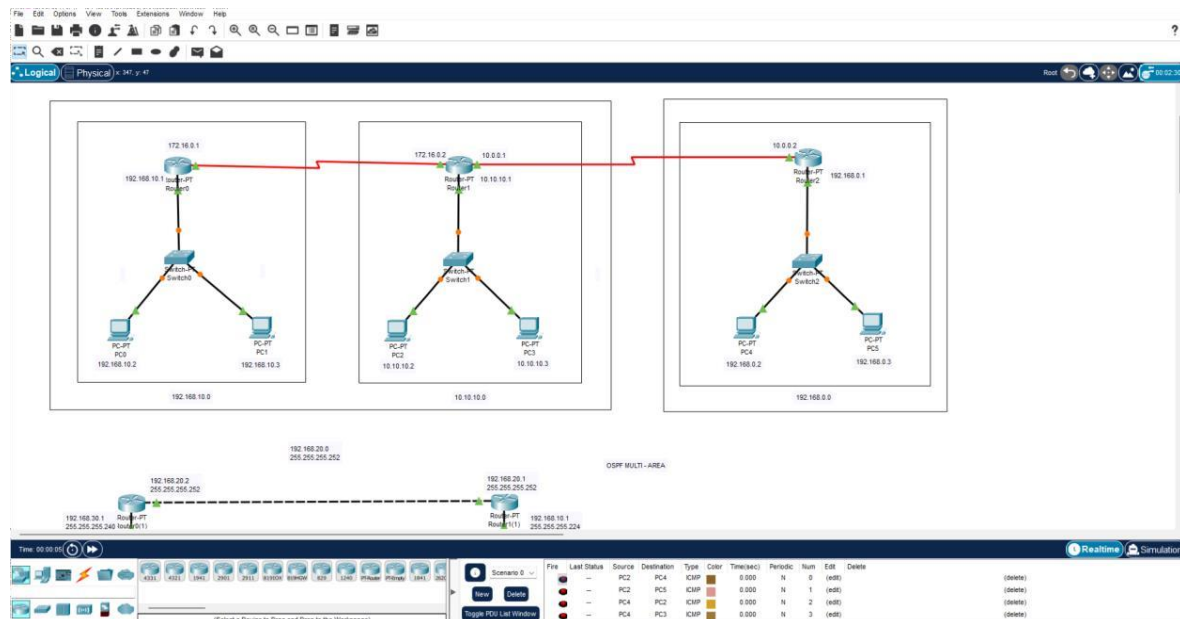 File Edit Options View Tools Extensions Window Help
?
Logical Physical x: 347, y: 47 Root 00:02:30
172.16.0.1 172.16.0.2 10.0.0.1 10.0.0.2
192.168.10.1 Router0 Router-PT Router1 10.10.10.1 Router-PT Router2 192.168.0.1
Switch-PT Switch0 Switch-PT Switch1 Switch-PT Switch2
PC-PT PC-PT PC-PT PC-PT PC-PT PC-PT
PC0 PC1 PC2 PC3 PC4 PC5
192.168.10.2 192.168.10.3 10.10.10.2 10.10.10.3 192.168.0.2 192.168.0.3
192.168.10.0 10.10.10.0 192.168.0.0
192.168.20.0
255.255.255.252
OSPF MULTI - AREA
192.168.20.2 192.168.20.1
255.255.255.252 255.255.255.252
192.168.30.1 Router-PT Router-PT 192.168.10.1
255.255.255.240 Router1(1) 255.255.255.224
Time: 00:00:05 Realtime Simulation
4331 4321 1941 2901 2911 819IOX 819HGW 829 1240 PT-Router PT-Empty 1841
Scenario 0
New Delete
Toggle PDU List Window
Fire Last Status Source Destination Type Color Time(sec) Periodic Num Edit Delete
-- PC2 PC4 ICMP 0.000 N 0 (edit) (delete)
-- PC2 PC5 ICMP 0.000 N 1 (edit) (delete)
-- PC4 PC2 ICMP 0.000 N 2 (edit) (delete)
-- PC4 PC3 ICMP 0.000 N 3 (edit) (delete)